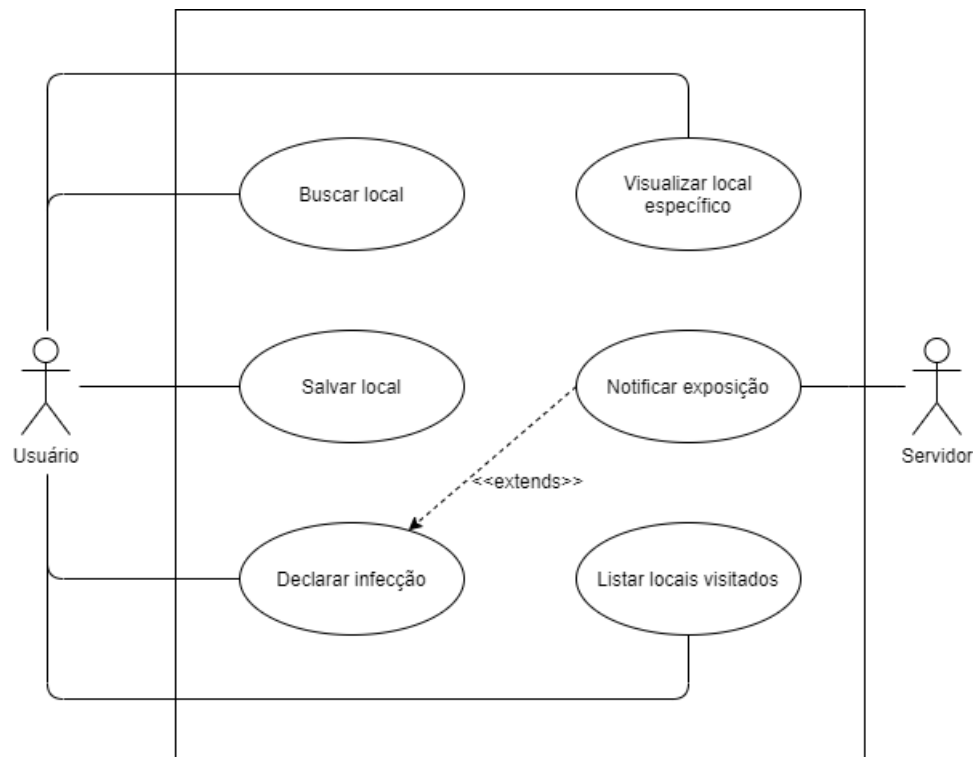 Buscar local
Visualizar local
específico
Salvar local
Notificar exposição
Usuário
Servidor
<<extends>>
Declarar infecção
Listar locais visitados